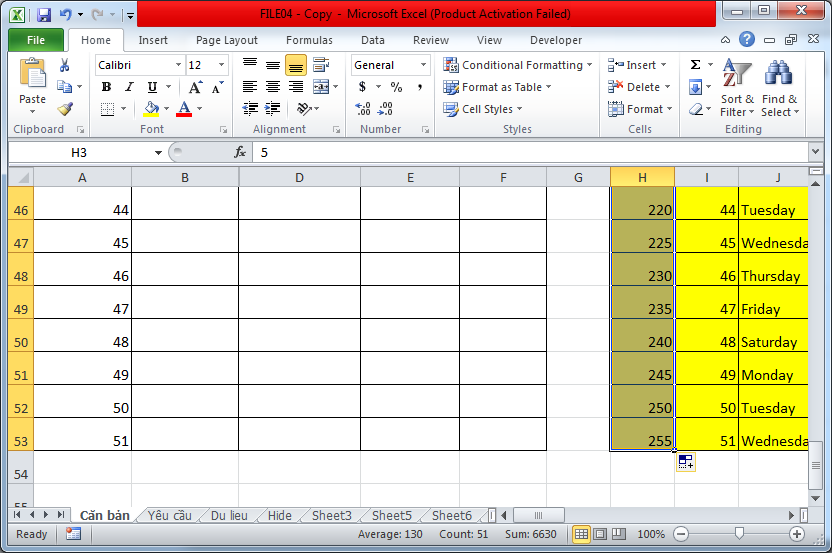 FILE04 - Copy - Microsoft Excel (Product Activation Failed)
File Home Insert Page Layout Formulas Data Review View Developer
Paste
Clipboard
Calibri 12
B I U A A
A
Font
Alignment
General
$ % ,
.0 .00 .00 .0
Number
Conditional Formatting
Format as Table
Cell Styles
Styles
Insert
Delete
Format
Cells
Σ
Sort & Filter
Find & Select
Editing
H3 fx 5
A B D E F G H I J
46 44 220 44 Tuesday
47 45 225 45 Wednesda
48 46 230 46 Thursday
49 47 235 47 Friday
50 48 240 48 Saturday
51 49 245 49 Monday
52 50 250 50 Tuesday
53 51 255 51 Wednesda
54
55
Căn bản Yêu cầu Du lieu Hide Sheet3 Sheet5 Sheet6
Ready Average: 130 Count: 51 Sum: 6630 100%